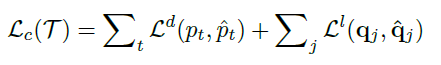 ℒ_c(𝒯) = ∑_t ℒ^d(p_t, p̂_t) + ∑_j ℒ^l(𝐪_j, 𝐪̂_j)